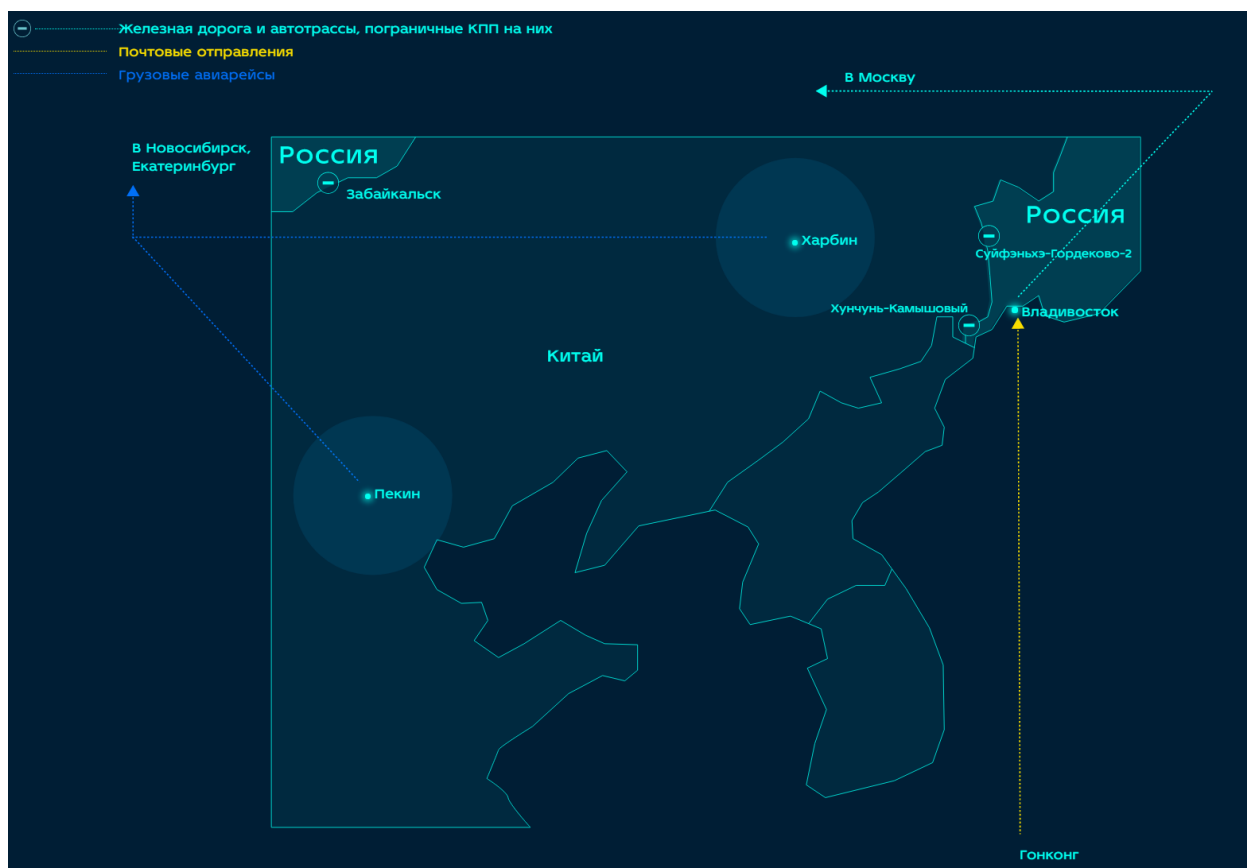 Железная дорога и автотрассы, пограничные КПП на них
Почтовые отправления
Грузовые авиарейсы
В Москву
В Новосибирск,
Екатеринбург
Россия
Забайкальск
Харбин
Россия
Суйфэньхэ-Гордеково-2
Хунчунь-Камышовый
Владивосток
Китай
Пекин
Гонконг